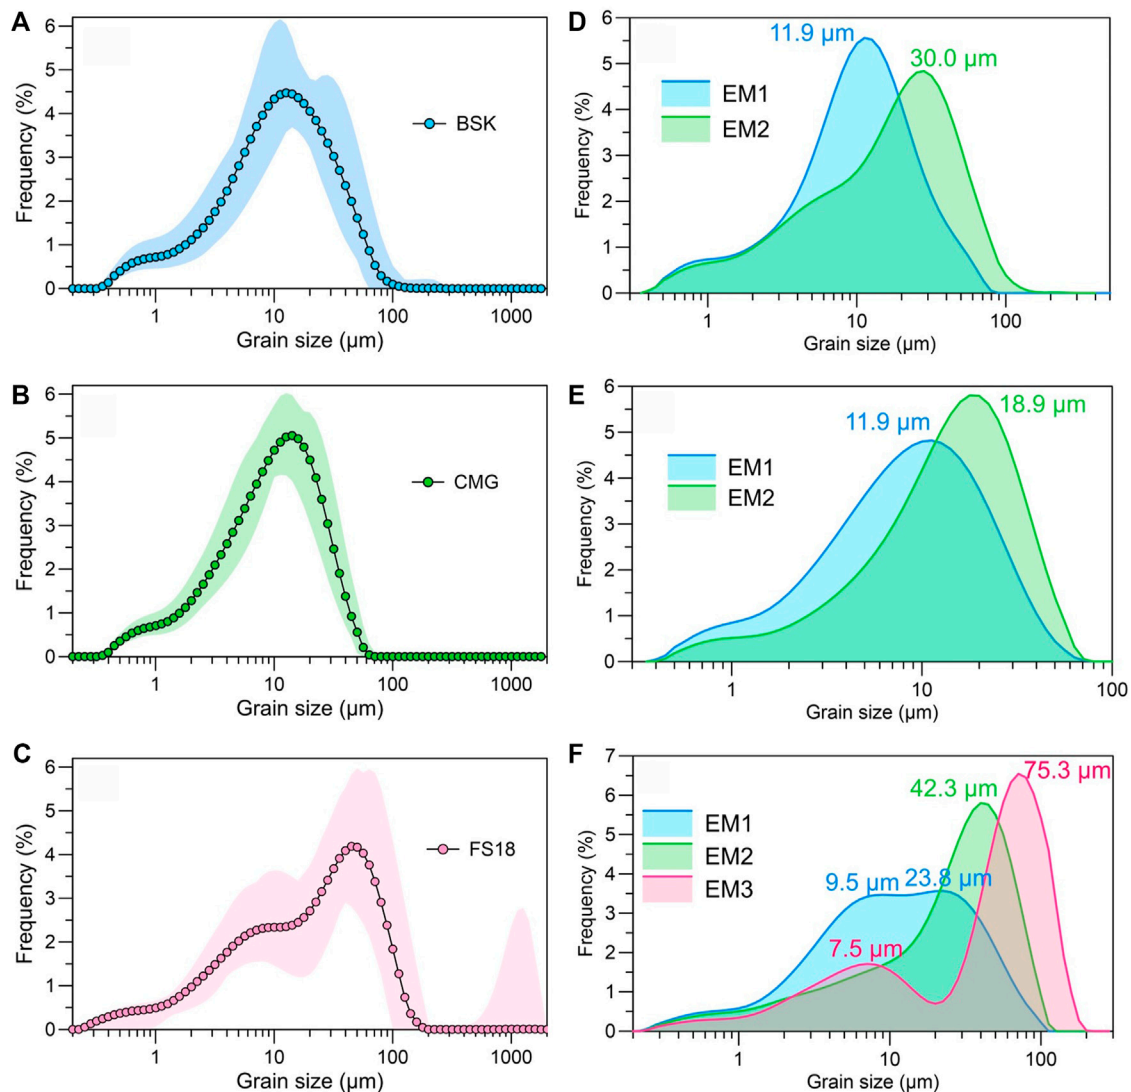 A
6
5
4
3
2
1
0
Frequency (%)
BSK
1 10 100 1000
Grain size (µm)
D
6
5
4
3
2
1
0
Frequency (%)
11.9 µm
30.0 µm
EM1
EM2
1 10 100
Grain size (µm)
B
6
5
4
3
2
1
0
Frequency (%)
CMG
1 10 100 1000
Grain size (µm)
E
6
5
4
3
2
1
0
Frequency (%)
11.9 µm
18.9 µm
EM1
EM2
1 10 100
Grain size (µm)
C
6
5
4
3
2
1
0
Frequency (%)
FS18
1 10 100 1000
Grain size (µm)
F
7
6
5
4
3
2
1
0
Frequency (%)
75.3 µm
42.3 µm
EM1
EM2
EM3
9.5 µm 23.8 µm
7.5 µm
1 10 100
Grain size (µm)